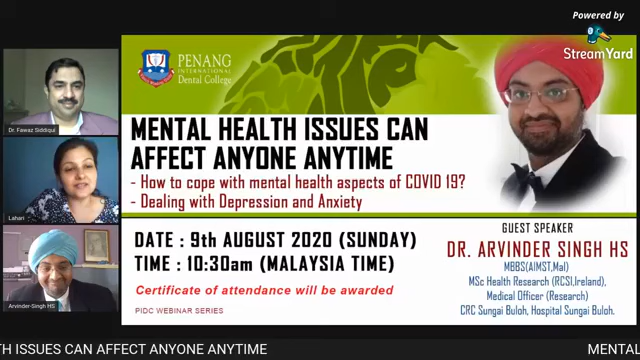 Powered by
StreamYard
PENANG
INTERNATIONAL
Dental College
MENTAL HEALTH ISSUES CAN
AFFECT ANYONE ANYTIME
- How to cope with mental health aspects of COVID 19?
- Dealing with Depression and Anxiety
DATE : 9th AUGUST 2020 (SUNDAY)
TIME : 10:30am (MALAYSIA TIME)
Certificate of attendance will be awarded
PIDC WEBINAR SERIES
GUEST SPEAKER
DR. ARVINDER SINGH HS
MBBS(AIMST,Mal)
MSc Health Research (RCSI,Ireland),
Medical Officer (Research)
CRC Sungai Buloh, Hospital Sungai Buloh.
Dr. Fawaz Siddiqui
Lahari
Arvinder-Singh HS
TH ISSUES CAN AFFECT ANYONE ANYTIME
MENTAL